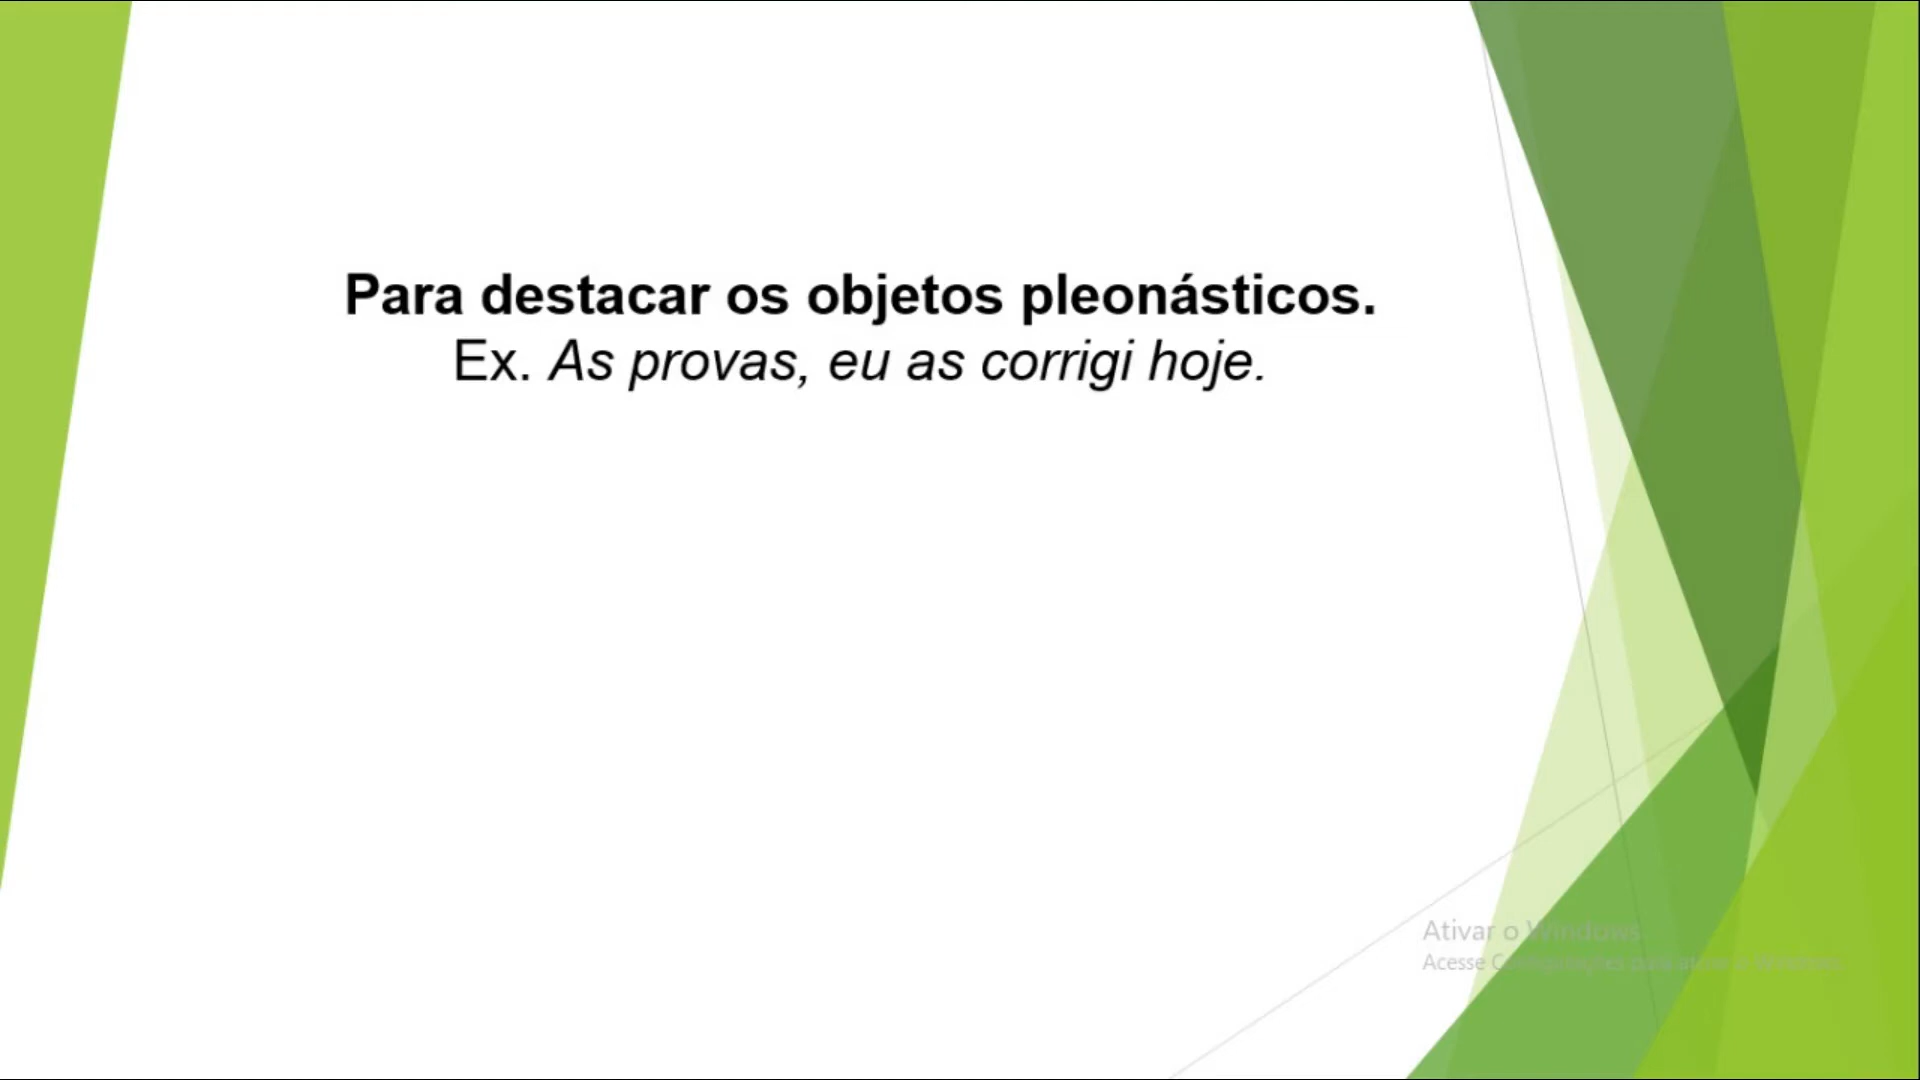 Para destacar os objetos pleonásticos.
Ex. As provas, eu as corrigi hoje.
Ativar o Windows
Acesse Configurações para ativar o Windows.